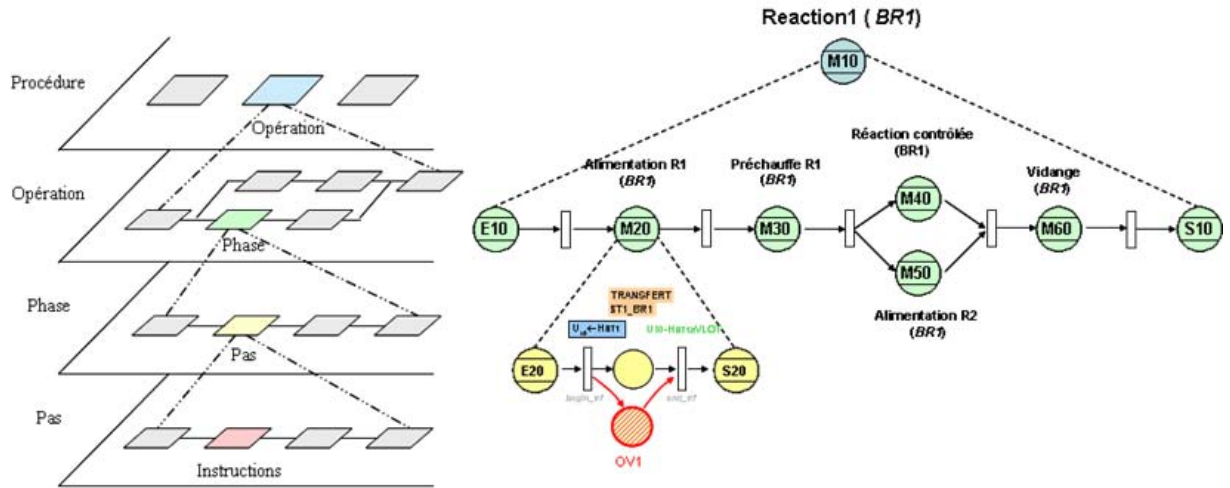 Procédure
Opération
Opération
Phase
Phase
Pas
Pas
Instructions
Reaction1 ( BR1)
M10
Alimentation R1
(BR1)
Préchauffe R1
(BR1)
Réaction contrôlée
(BR1)
Vidange
(BR1)
E10
M20
M30
M40
M50
M60
S10
Alimentation R2
(BR1)
TRANSFERT
ST1_BR1
E20
S20
OV1